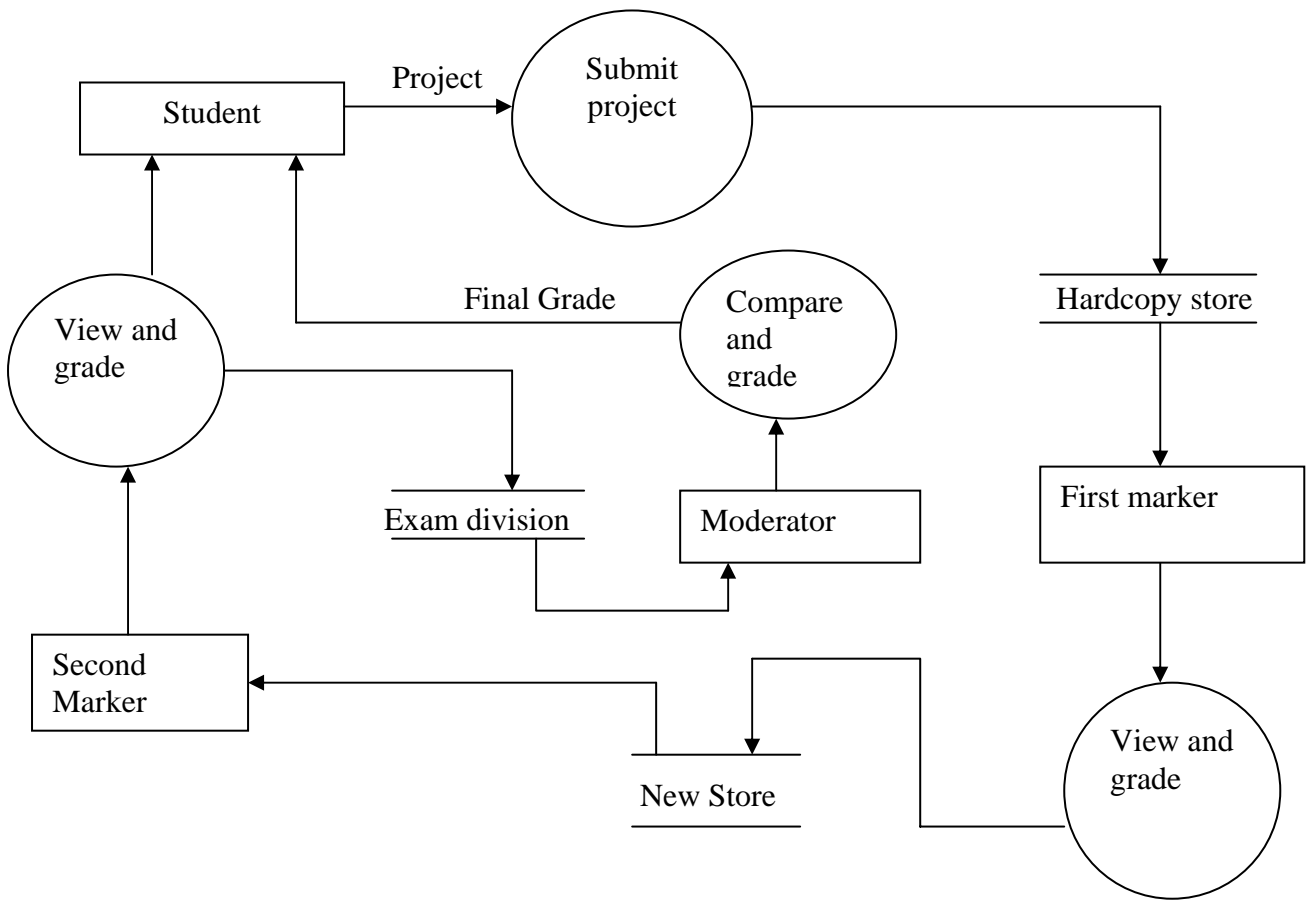 Project
Submit
project
Student
Final Grade
Compare
and
grade
Hardcopy store
View and
grade
Exam division
Moderator
First marker
Second
Marker
New Store
View and
grade